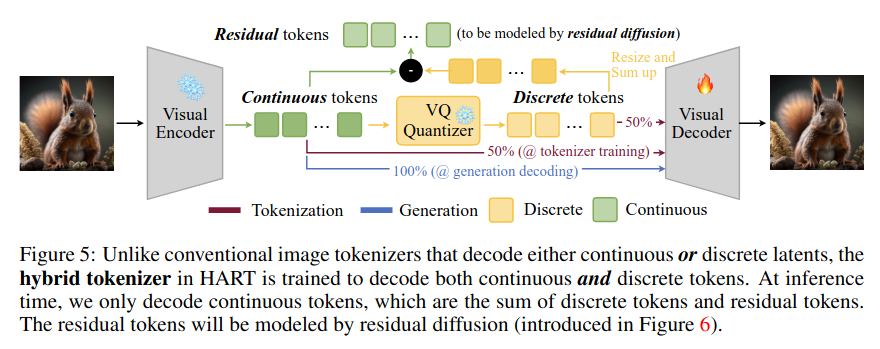 Residual tokens ... (to be modeled by residual diffusion)
Resize and
Sum up
-
Continuous tokens
Discrete tokens
Visual
Encoder
...
VQ
Quantizer
...
...
50%
Visual
Decoder
50% (@ tokenizer training)
100% (@ generation decoding)
Tokenization Generation Discrete Continuous
Figure 5: Unlike conventional image tokenizers that decode either continuous or discrete latents, the
hybrid tokenizer in HART is trained to decode both continuous and discrete tokens. At inference
time, we only decode continuous tokens, which are the sum of discrete tokens and residual tokens.
The residual tokens will be modeled by residual diffusion (introduced in Figure 6).